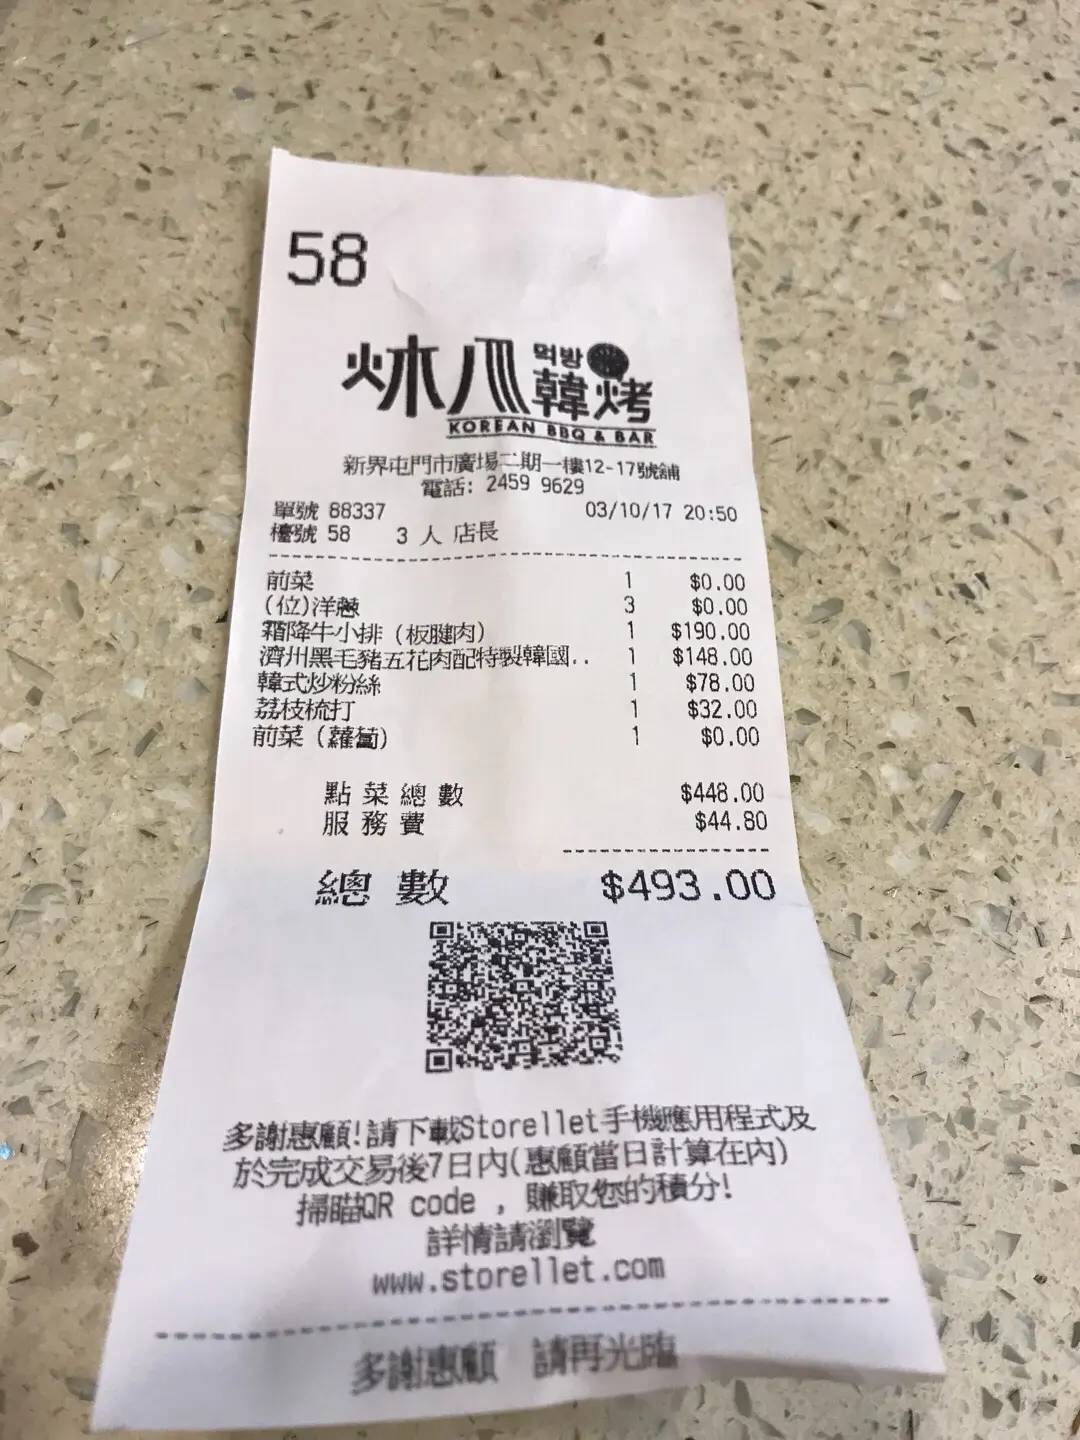 58
먹방
韓烤
KOREAN BBQ & BAR
新界屯門市廣場二期一樓12-17號舖
電話: 2459 9629
單號 88337 03/10/17 20:50
檯號 58 3 人 店長
前菜 1 $0.00
(位)洋蔥 3 $0.00
霜降牛小排 (板腱肉) 1 $190.00
濟州黑毛豬五花肉配特製韓國.. 1 $148.00
韓式炒粉絲 1 $78.00
荔枝梳打 1 $32.00
前菜 (蘿蔔) 1 $0.00
點菜總數 $448.00
服務費 $44.80
總數 $493.00
多謝惠顧!請下載Storellet手機應用程式及
於完成交易後7日內(惠顧當日計算在內)
掃瞄QR code , 賺取您的積分!
詳情請瀏覽
www.storellet.com
多謝惠顧 請再光臨